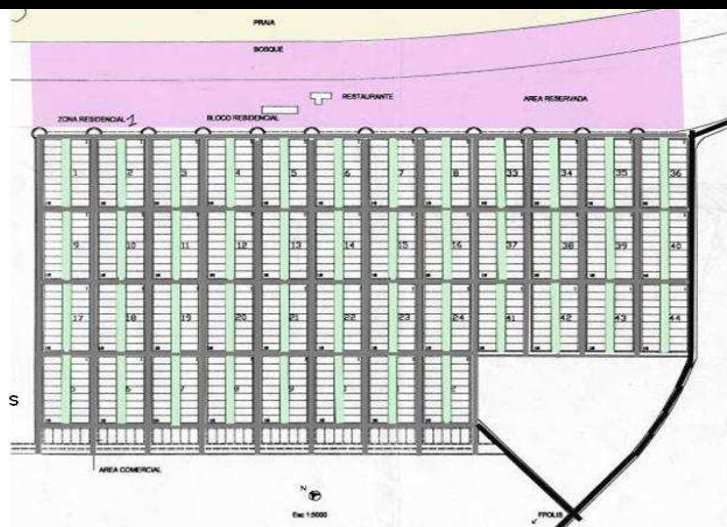 PRAIA
BOSQUE
RESTAURANTE
AREA RESERVADA
ZONA RESIDENCIAL 1
BLOCO RESIDENCIAL
1 2 3 4 5 6 7 8 33 34 35 36
9 10 11 12 13 14 15 16 37 38 39 40
17 18 19 20 21 22 23 24 41 42 43 44
S
AREA COMERCIAL
N
Esc 1:5000
FPOLIS